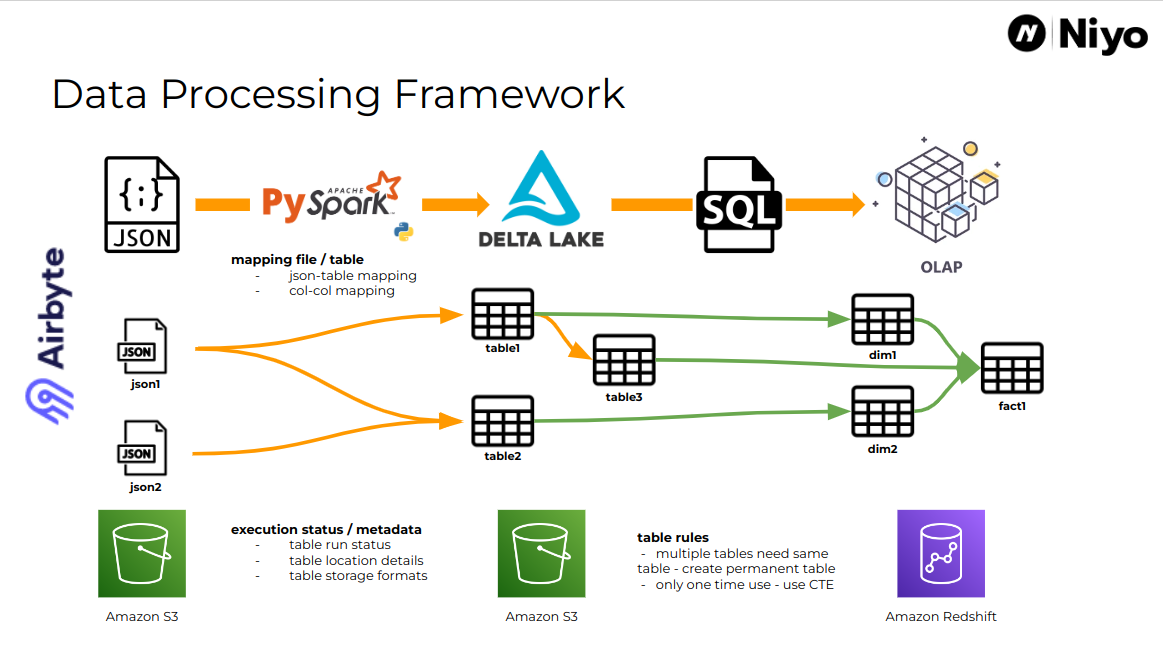 Niyo
Data Processing Framework
{;}
JSON
APACHE
PySpark
DELTA LAKE
SQL
OLAP
Airbyte
mapping file / table
- json-table mapping
- col-col mapping
JSON
json1
JSON
json2
table1
table3
table2
dim1
dim2
fact1
execution status / metadata
- table run status
- table location details
- table storage formats
table rules
- multiple tables need same
table - create permanent table
- only one time use - use CTE
Amazon S3
Amazon S3
Amazon Redshift